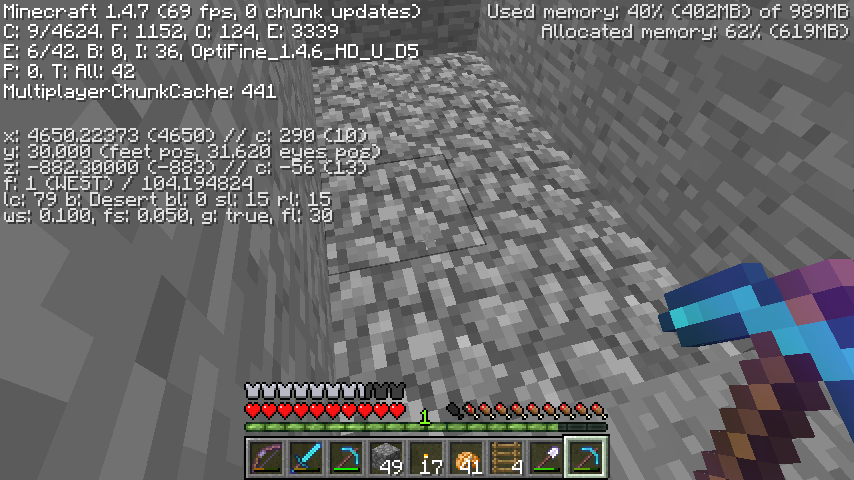 Minecraft 1.4.7 (69 fps, 0 chunk updates)
C: 9/4624, F: 1152, O: 124, E: 3339
E: 6/42, B: 0, I: 36, OptiFine_1.4.6_HD_U_D5
P: 0, T: All: 42
MultiplayerChunkCache: 441
Used memory: 40% (402MB) of 989MB
Allocated memory: 62% (619MB)
x: 4650.22373 (4650) // c: 290 (10)
y: 30.000 (feet pos, 31.620 eyes pos)
z: -882.30000 (-883) // c: -56 (13)
f: 1 (WEST) / 104.194824
lc: 79 b: Desert bl: 0 sl: 15 rl: 15
ws: 0.100, fs: 0.050, g: true, fl: 30
1
49 17 41 4